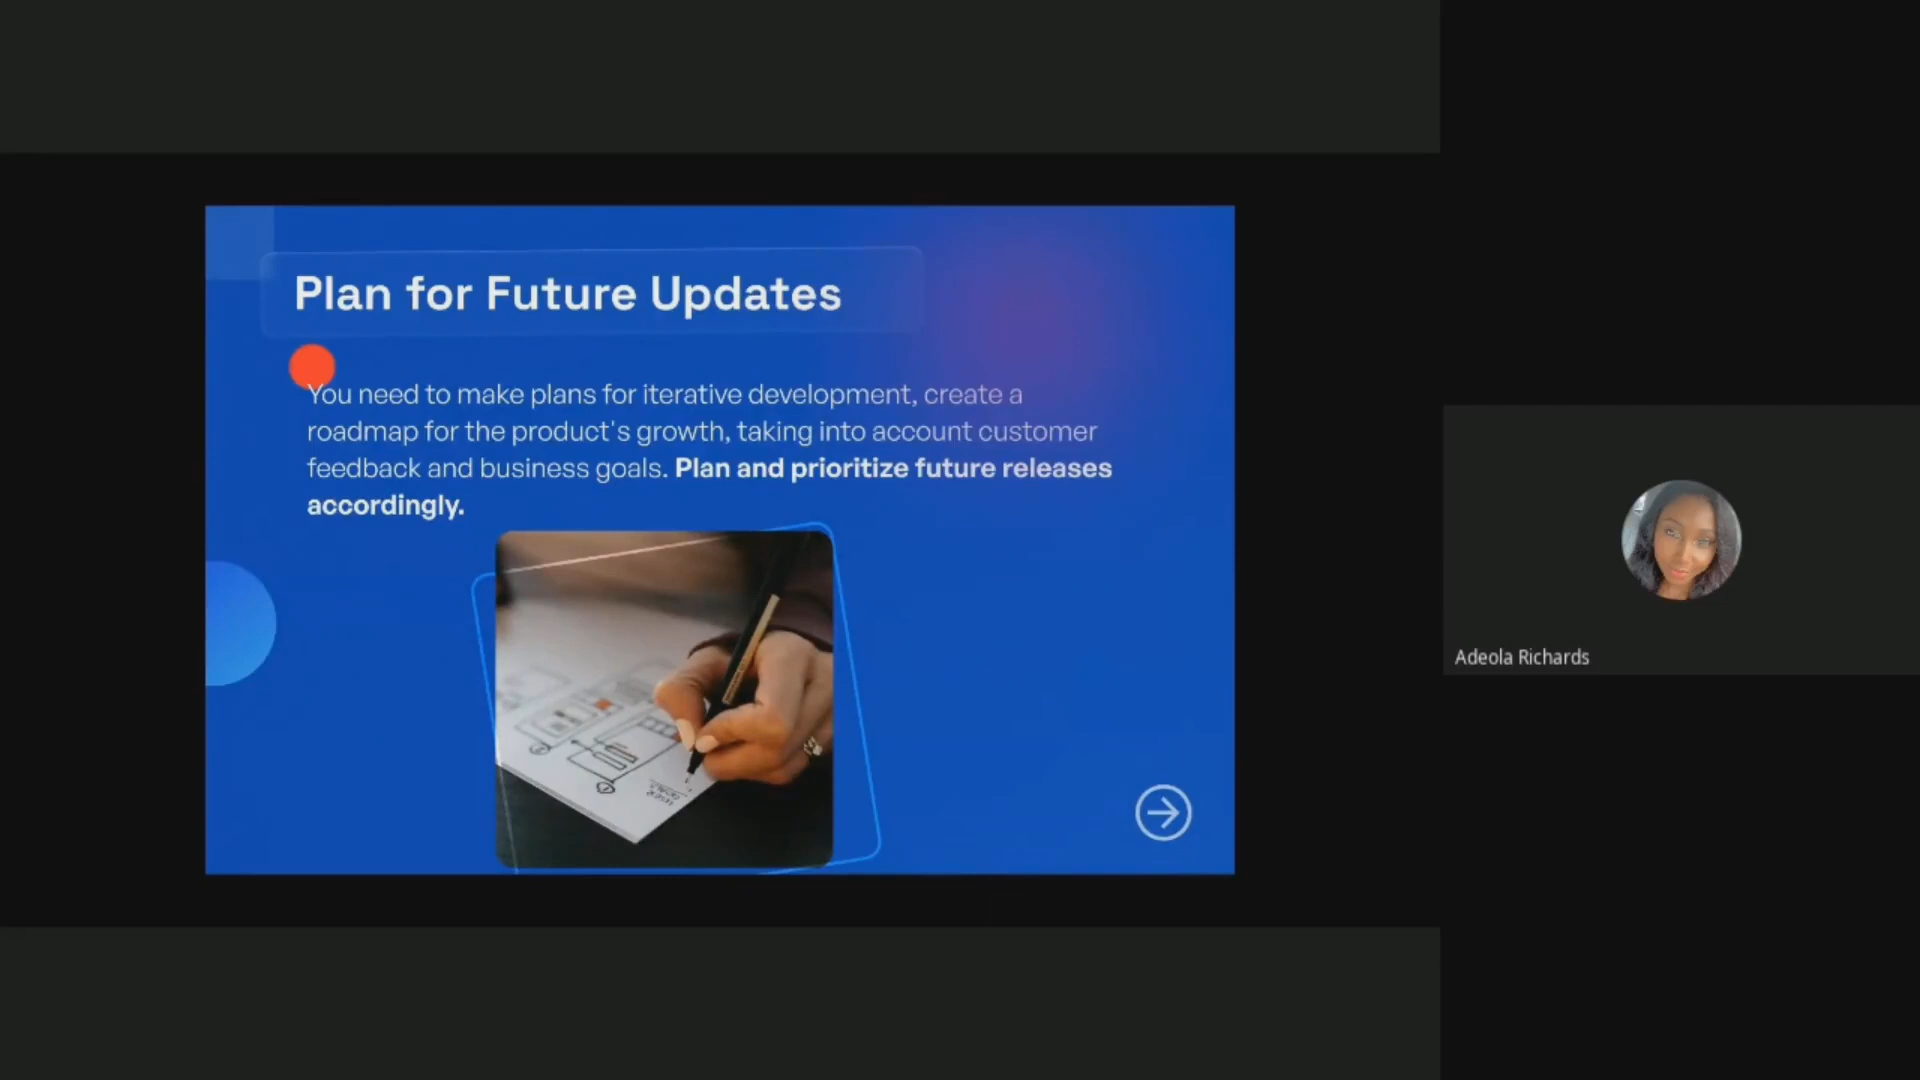 Plan for Future Updates
You need to make plans for iterative development, create a
roadmap for the product's growth, taking into account customer
feedback and business goals. Plan and prioritize future releases
accordingly.
Adeola Richards